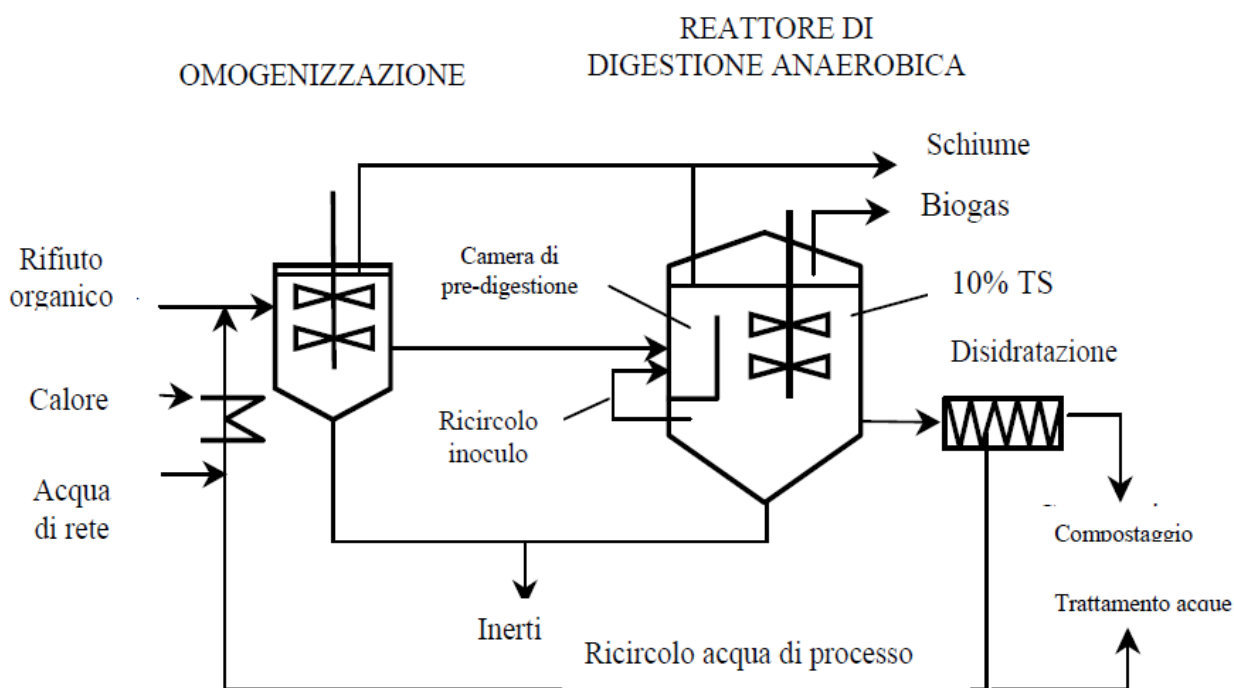 REATTORE DI
DIGESTIONE ANAEROBICA
OMOGENIZZAZIONE
Schiume
Biogas
Rifiuto
organico
Camera di
pre-digestione
10% TS
Disidratazione
Calore
Ricircolo
inoculo
Acqua
di rete
Compostaggio
Trattamento acque
Inerti
Ricircolo acqua di processo